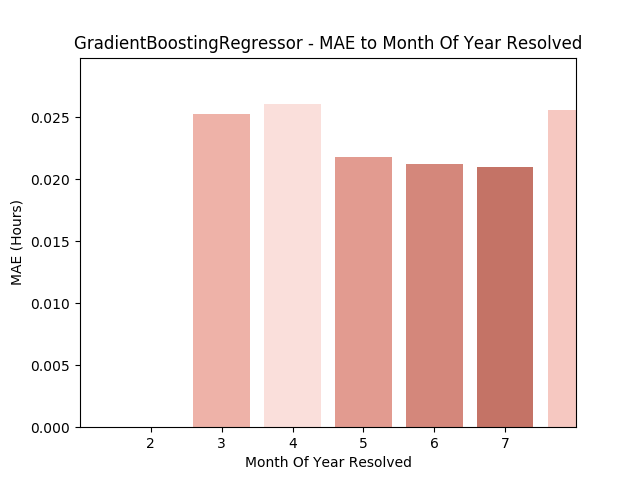 GradientBoostingRegressor - MAE to Month Of Year Resolved
MAE (Hours)
0.025
0.020
0.015
0.010
0.005
0.000
2 3 4 5 6 7
Month Of Year Resolved